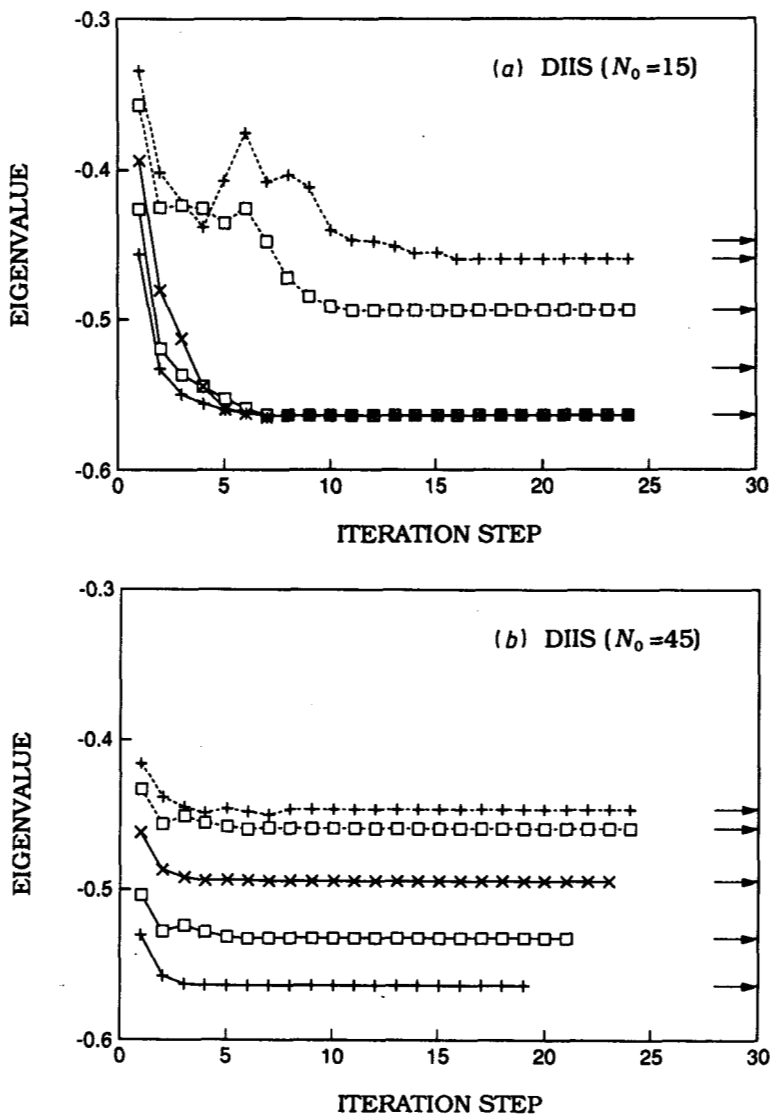 -0.3
(a) DIIS (N₀=15)
-0.4
EIGENVALUE
-0.5
-0.6
0 5 10 15 20 25 30
ITERATION STEP
-0.3
(b) DIIS (N₀=45)
-0.4
EIGENVALUE
-0.5
-0.6
0 5 10 15 20 25 30
ITERATION STEP